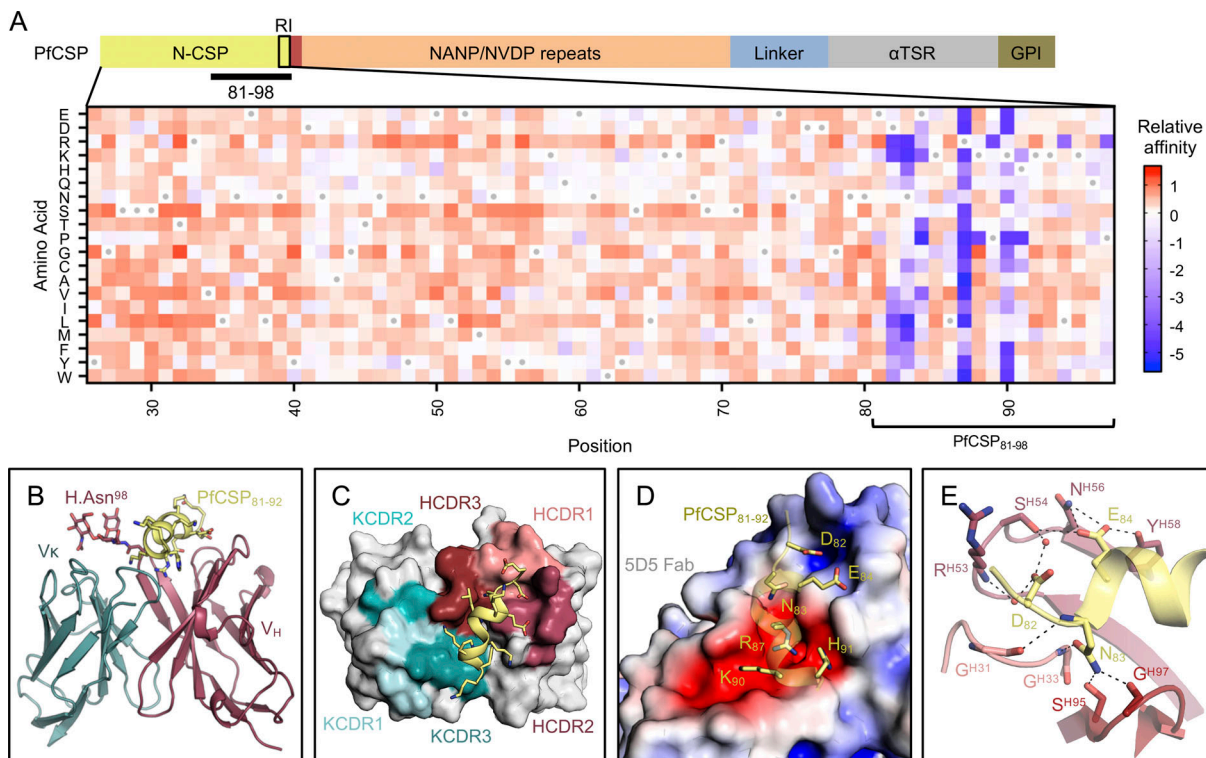 A
RI
PfCSP N-CSP NANP/NVDP repeats Linker αTSR GPI
81-98
Amino Acid
E
D
R
K
H
Q
N
S
T
P
G
C
A
V
I
L
M
F
Y
W
30 40 50 60 70 80 90
Position
PfCSP81-98
Relative
affinity
1
0
-1
-2
-3
-4
-5
B
H.Asn98
PfCSP81-92
Vκ
VH
C
KCDR2
HCDR3
HCDR1
KCDR1
KCDR3
HCDR2
D
PfCSP81-92
5D5 Fab
D82
E84
N83
R87
H91
K90
E
SH54
NH56
E84
YH58
RH53
D82
N83
GH31
GH33
GH97
SH95